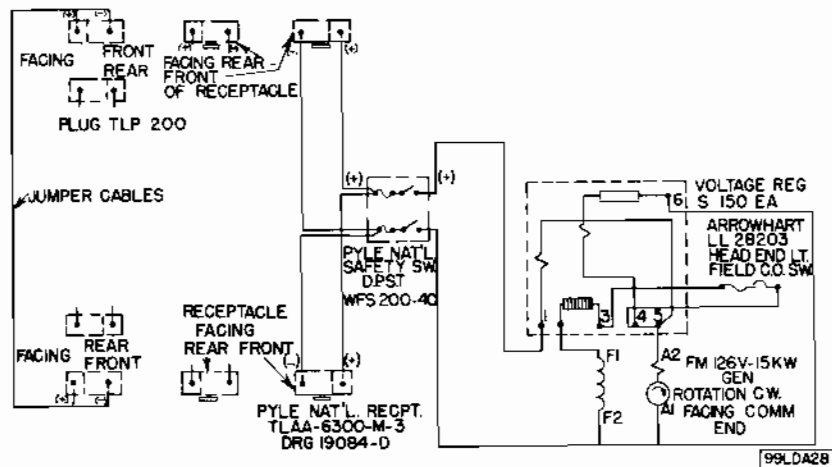 (+) (-)
FACING
FRONT
REAR
PLUG TLP 200
JUMPER CABLES
(+) (-)
FACING REAR
FRONT
OF RECEPTACLE
(-) (+)
(+)
(+)
(-)
PYLE NAT'L.
SAFETY SW.
D.P.S.T
WFS 200-40
VOLTAGE REG
S 150 EA
6
ARROWHART
LL 28203
HEAD END LT.
FIELD C.O. SW.
1
3
4
5
RECEPTACLE
FACING
REAR FRONT
FACING
REAR
FRONT
(+) (-)
(-) (+)
PYLE NAT'L. RECPT.
TLAA-6300-M-3
DRG 19084-D
F1
F2
A2
FM 126V-15KW
GEN
ROTATION C.W.
A1 FACING COMM
END
99LDA28